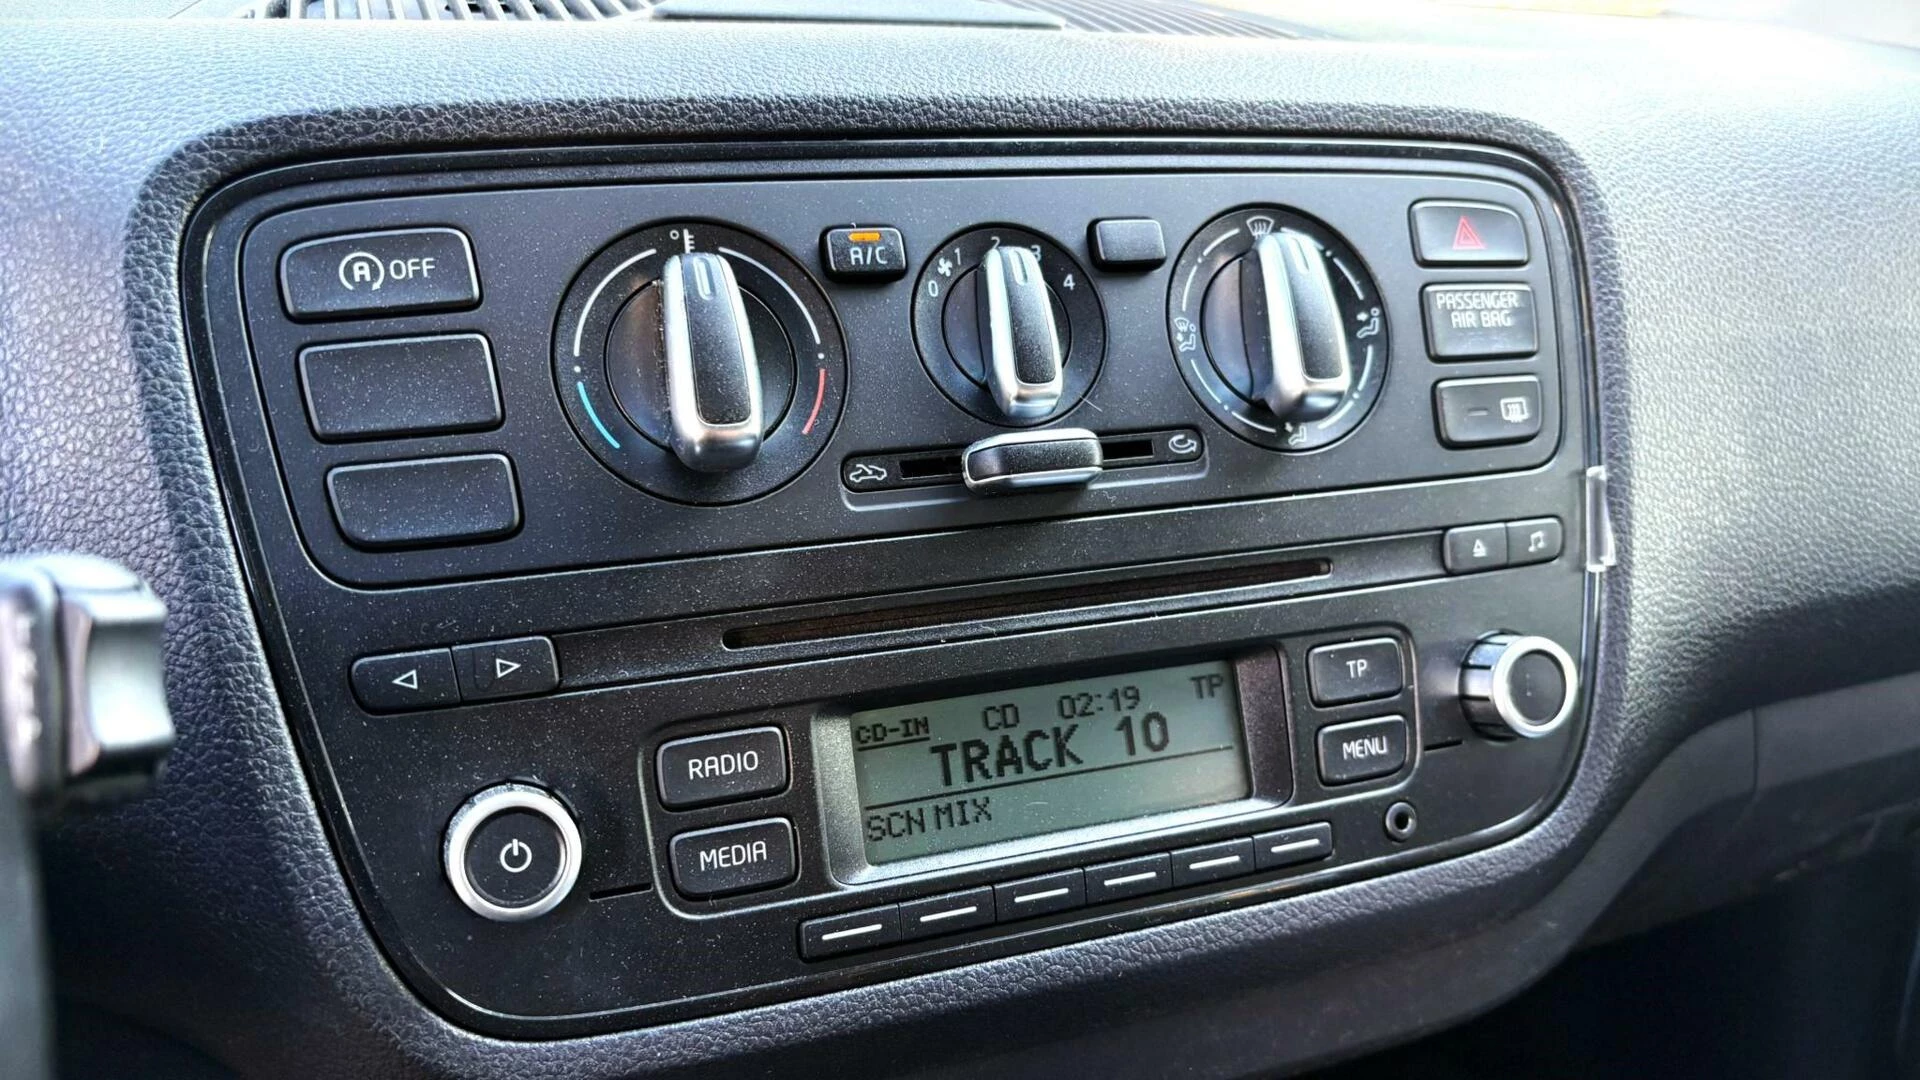 A OFF
A/C
0 1 2 3 4
PASSENGER
AIR BAG
CD-IN CD 02:19 TP
TRACK 10
SCN MIX
RADIO
MEDIA
TP
MENU